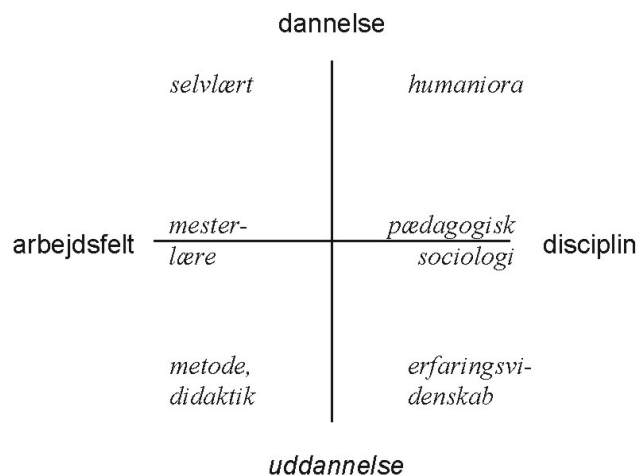 dannelse
selvlært humaniora
mester- pædagogisk
arbejdsfelt disciplin
lære sociologi
metode, erfaringsvi-
didaktik denskab
uddannelse